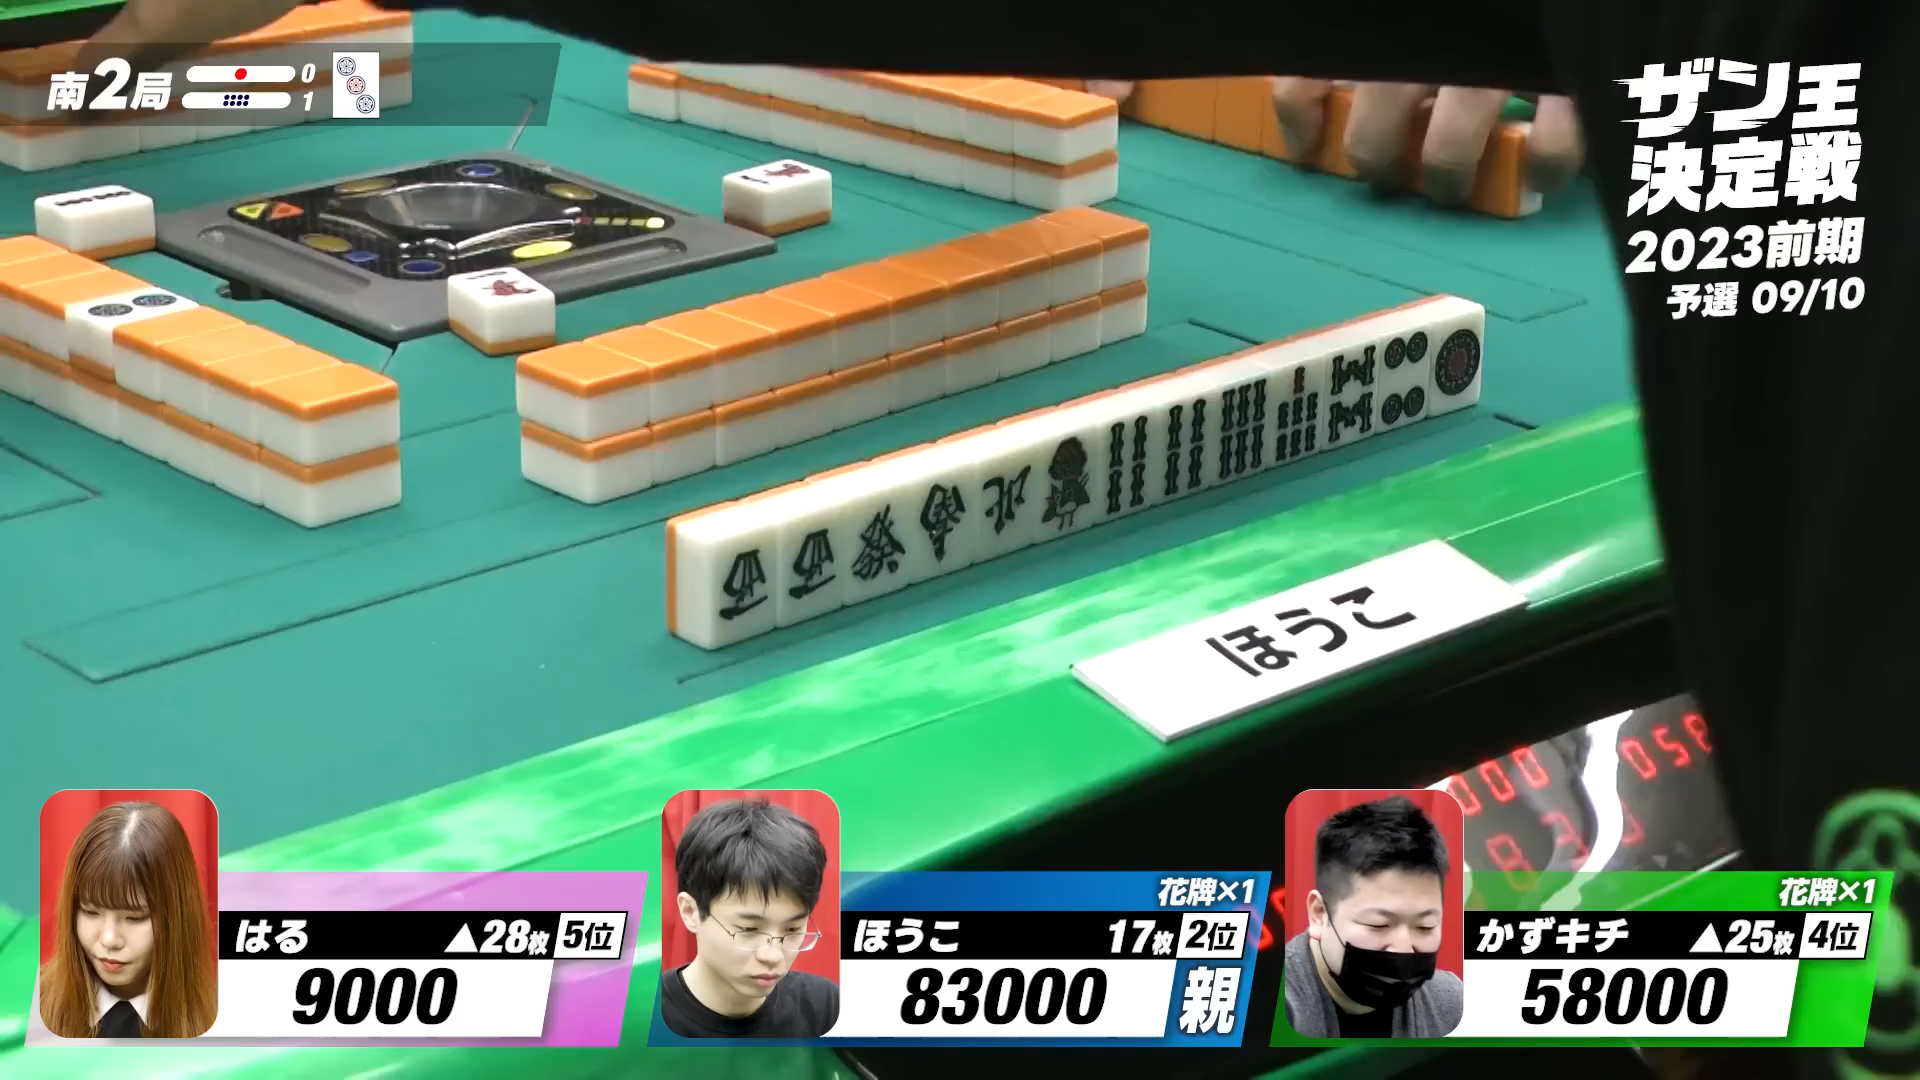 南2局
0
1
ザン王
決定戦
2023前期
予選 09/10
ほうこ
はる
▲28枚
5位
9000
花牌×1
ほうこ
17枚
2位
83000
親
花牌×1
かずキチ
▲25枚
4位
58000